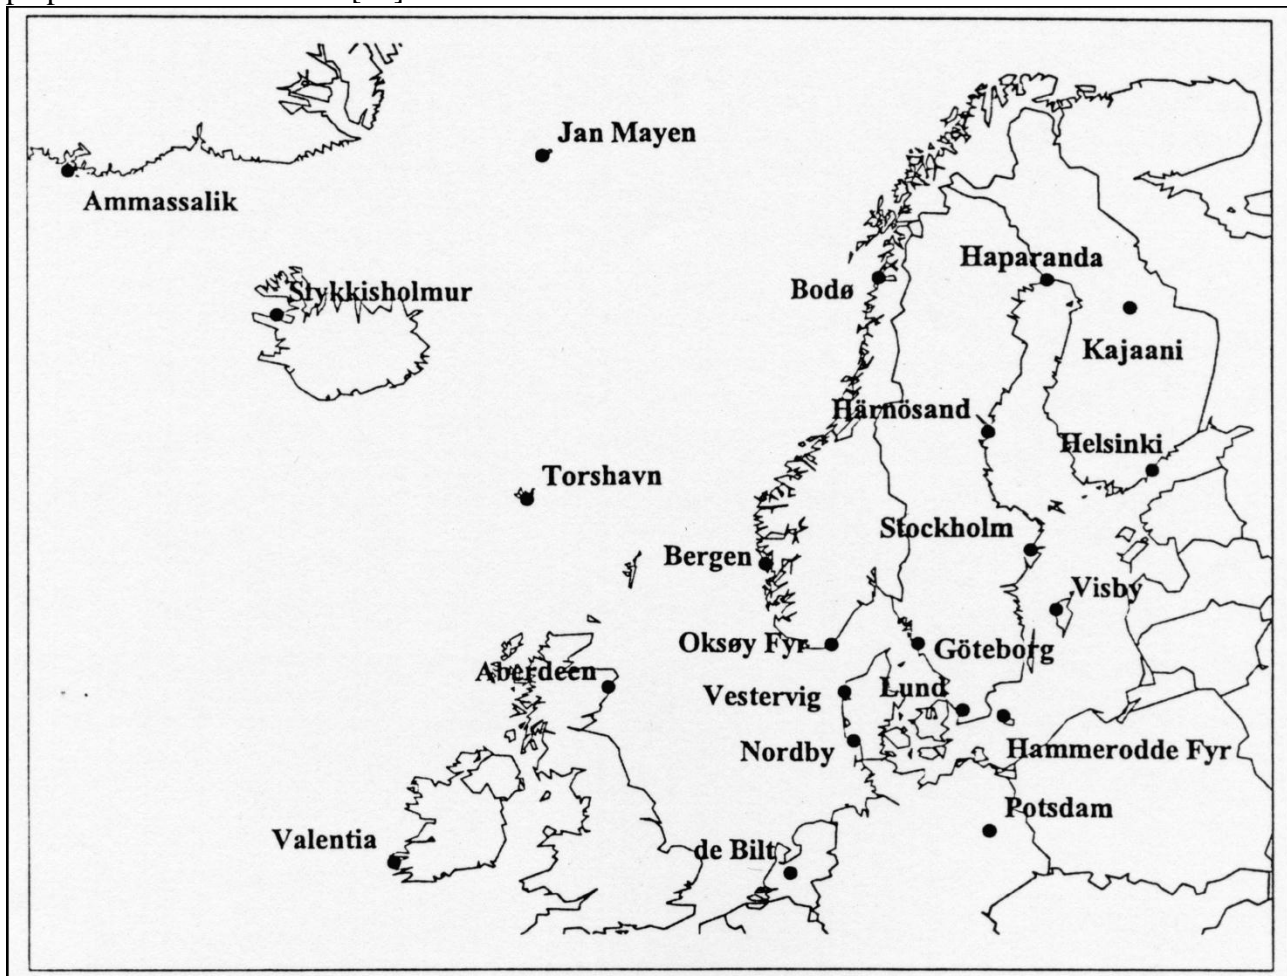 Jan Mayen
Ammassalik
Haparanda
Bodø
Stykkisholmur
Kajaani
Härnösand
Helsinki
Torshavn
Stockholm
Bergen
Visby
Oksøy Fyr
Göteborg
Aberdeen
Vestervig
Lund
Nordby
Hammerodde Fyr
Potsdam
Valentia
de Bilt